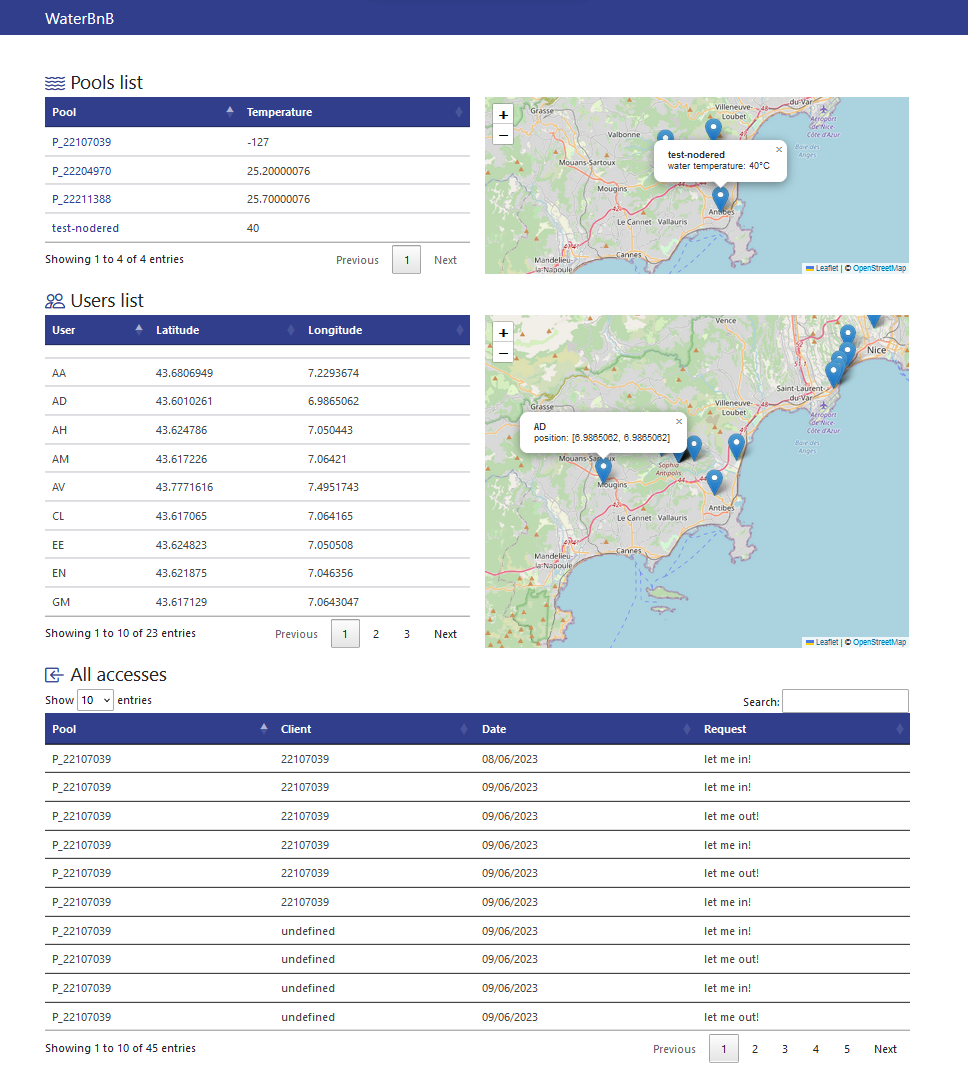 WaterBnB
Pools list
Pool Temperature
P_22107039 -127
P_22204970 25.20000076
P_22211388 25.70000076
test-nodered 40
Showing 1 to 4 of 4 entries
Previous 1 Next
+
−
Grasse
Villeneuve-
Loubet
du-Var
Aéroport
de-Nice-
Côte-d'Azur
Baie des
Anges
Valbonne
Mouans-Sartoux
Mougins
test-nodered
water temperature: 40°C
×
Antibes
Le Cannet
Vallauris
Cannes
Mandelieu-
la-Napoule
Leaflet | © OpenStreetMap
Users list
User Latitude Longitude
AA 43.6806949 7.2293674
AD 43.6010261 6.9865062
AH 43.624786 7.050443
AM 43.617226 7.06421
AV 43.7771616 7.4951743
CL 43.617065 7.064165
EE 43.624823 7.050508
EN 43.621875 7.046356
GM 43.617129 7.0643047
Showing 1 to 10 of 23 entries
Previous 1 2 3 Next
+
−
Vence
Nice
Saint-Laurent-
du-Var
Aéroport
de-Nice-
Côte-d'Azur
Baie des
Anges
Grasse
Villeneuve-
Loubet
AD
position: [6.9865062, 6.9865062]
×
Sophia
Antipolis
Mougins
Antibes
Le Cannet
Vallauris
Cannes
Mandelieu-
la-Napoule
Leaflet | © OpenStreetMap
All accesses
Show 10 entries
Search:
Pool Client Date Request
P_22107039 22107039 08/06/2023 let me in!
P_22107039 22107039 09/06/2023 let me in!
P_22107039 22107039 09/06/2023 let me out!
P_22107039 22107039 09/06/2023 let me in!
P_22107039 22107039 09/06/2023 let me out!
P_22107039 22107039 09/06/2023 let me in!
P_22107039 undefined 09/06/2023 let me in!
P_22107039 undefined 09/06/2023 let me out!
P_22107039 undefined 09/06/2023 let me in!
P_22107039 undefined 09/06/2023 let me out!
Showing 1 to 10 of 45 entries
Previous 1 2 3 4 5 Next